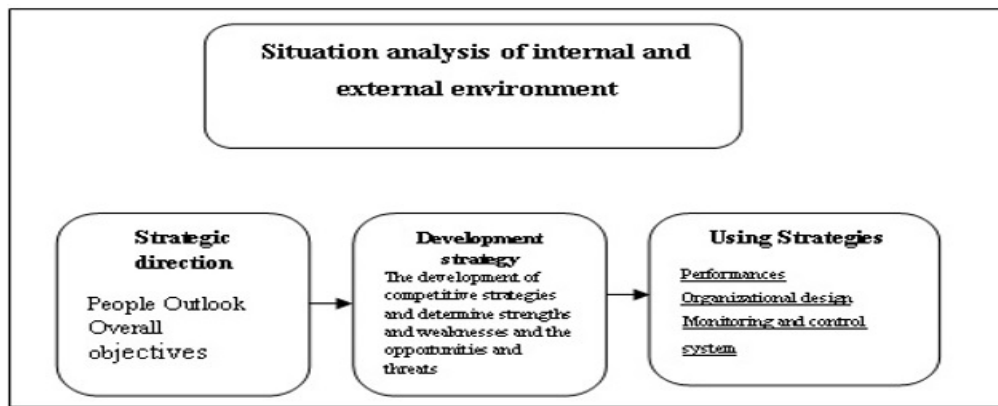 Situation analysis of internal and
external environment
Strategic
direction
People Outlook
Overall
objectives
Development
strategy
The development of
competitive strategies
and determine strengths
and weaknesses and the
opportunities and
threats
Using Strategies
Performances
Organizational design
Monitoring and control
system